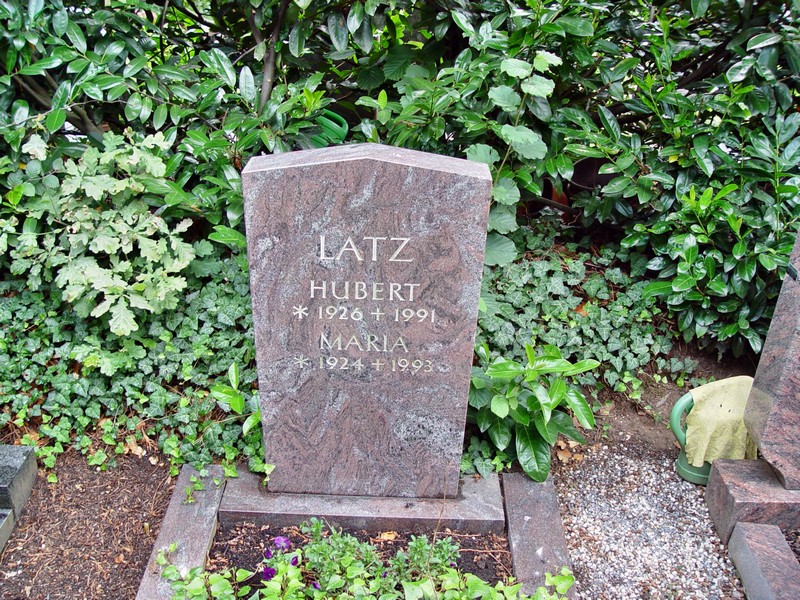 LATZ
HUBERT
* 1926 + 1991
MARIA
* 1924 + 1993